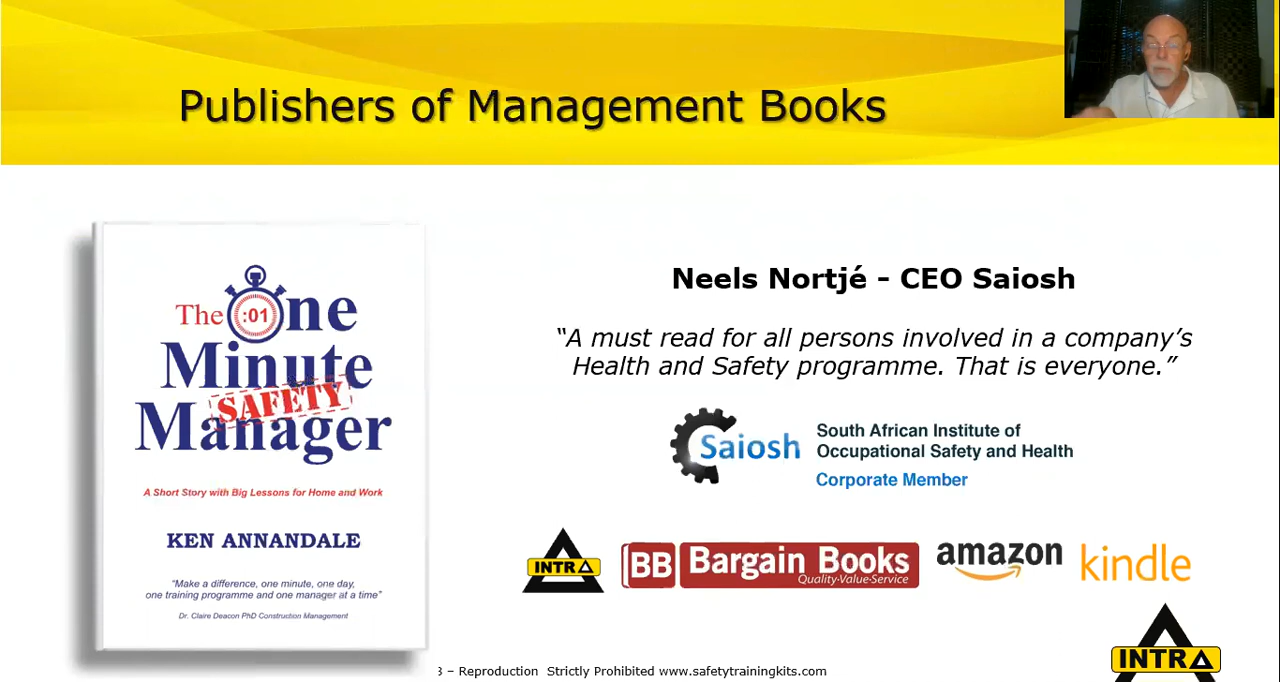 Publishers of Management Books
The :01 One
Minute
SAFETY
Manager
A Short Story with Big Lessons for Home and Work
KEN ANNANDALE
“Make a difference, one minute, one day,
one training programme and one manager at a time”
Dr. Claire Deacon PhD Construction Management
Neels Nortjé – CEO Saiosh
“A must read for all persons involved in a company’s
Health and Safety programme. That is everyone.”
Saiosh
South African Institute of
Occupational Safety and Health
Corporate Member
INTRA
BB Bargain Books
Quality-Value-Service
amazon
kindle
– Reproduction Strictly Prohibited www.safetytrainingkits.com
INTRA